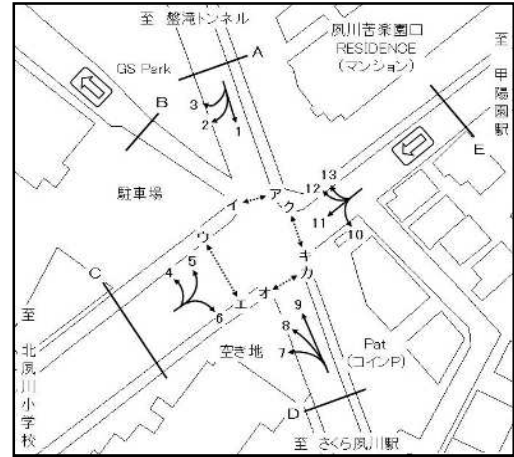 至 盤滝トンネル
A
GS Park
夙川苦楽園口
RESIDENCE
(マンション)
至 甲陽園駅
B
3
2
1
E
駐車場
13
12
11
10
イ
ア
ク
ウ
キ
カ
C
4
5
6
エ
オ
9
8
7
空き地
Pat
(コインP)
D
至 北夙川小学校
至 さくら夙川駅